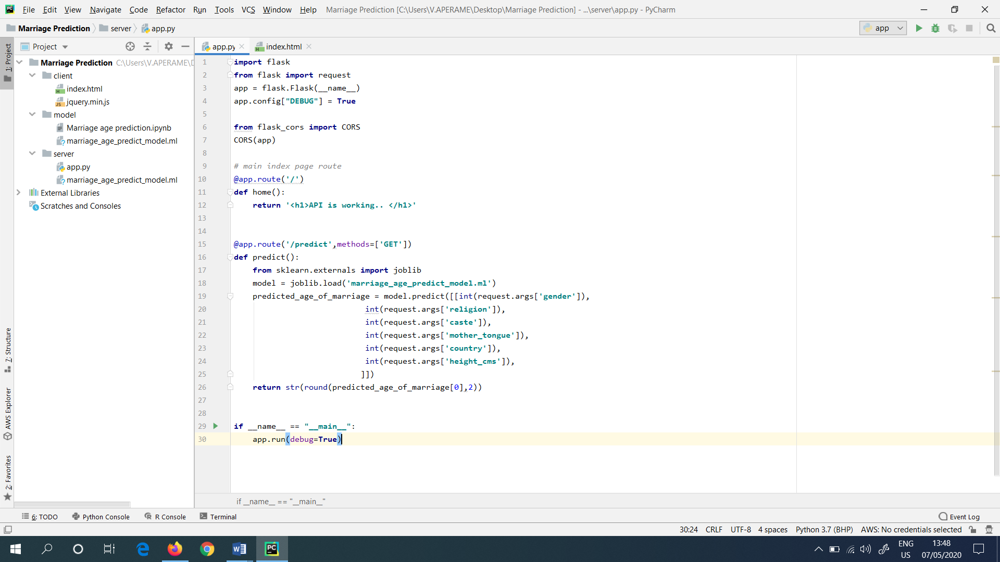 File Edit View Navigate Code Refactor Run Tools VCS Window Help Marriage Prediction [C:\Users\V.APERAME\Desktop\Marriage Prediction] - ...\server\app.py - PyCharm
Marriage Prediction server app.py app
1: Project
Project
app.py
index.html
Marriage Prediction C:\Users\V.APERAME\D
client
index.html
jquery.min.js
model
Marriage age prediction.ipynb
marriage_age_predict_model.ml
server
app.py
marriage_age_predict_model.ml
External Libraries
Scratches and Consoles
7: Structure
AWS Explorer
2: Favorites
1 import flask
2 from flask import request
3 app = flask.Flask(__name__)
4 app.config["DEBUG"] = True
5
6 from flask_cors import CORS
7 CORS(app)
8
9 # main index page route
10 @app.route('/')
11 def home():
12     return '<h1>API is working.. </h1>'
13
14
15 @app.route('/predict',methods=['GET'])
16 def predict():
17     from sklearn.externals import joblib
18     model = joblib.load('marriage_age_predict_model.ml')
19     predicted_age_of_marriage = model.predict([[int(request.args['gender']),
20                             int(request.args['religion']),
21                             int(request.args['caste']),
22                             int(request.args['mother_tongue']),
23                             int(request.args['country']),
24                             int(request.args['height_cms']),
25                            ]])
26     return str(round(predicted_age_of_marriage[0],2))
27
28
29 if __name__ == "__main__":
30     app.run(debug=True)
if __name__ == "__main__"
6: TODO Python Console R Console Terminal Event Log
30:24 CRLF UTF-8 4 spaces Python 3.7 (BHP) AWS: No credentials selected
ENG 13:48
US 07/05/2020